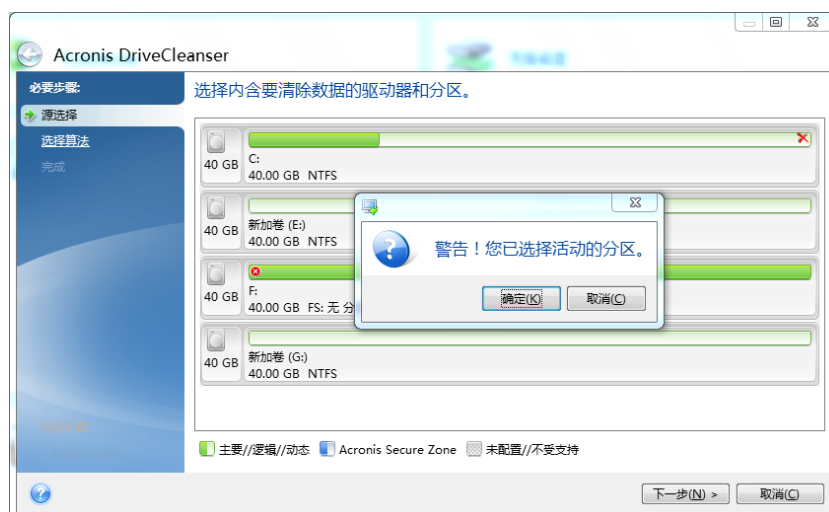 Acronis DriveCleanser
必要步骤:
源选择
选择算法
完成
选择内含要清除数据的驱动器和分区。
40 GB
C:
40.00 GB NTFS
40 GB
新加卷 (E:)
40.00 GB NTFS
40 GB
F:
40.00 GB FS: 无 分
40 GB
新加卷 (G:)
40.00 GB NTFS
警告！您已选择活动的分区。
确定(K)
取消(C)
主要//逻辑//动态
Acronis Secure Zone
未配置//不受支持
下一步(N) >
取消(C)